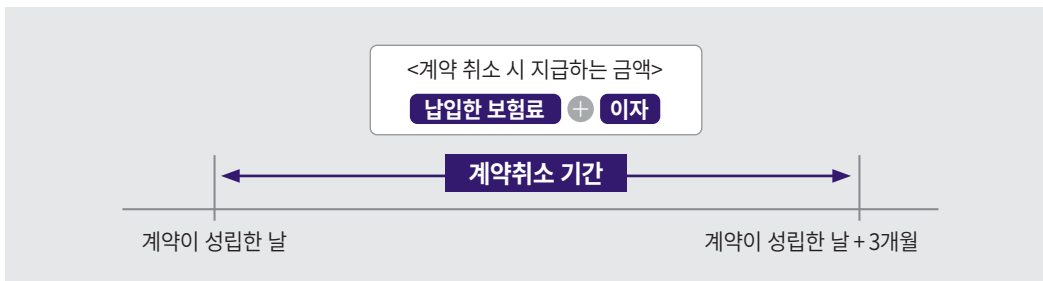 <계약 취소 시 지급하는 금액>
납입한 보험료 + 이자
계약취소 기간
계약이 성립한 날
계약이 성립한 날 + 3개월